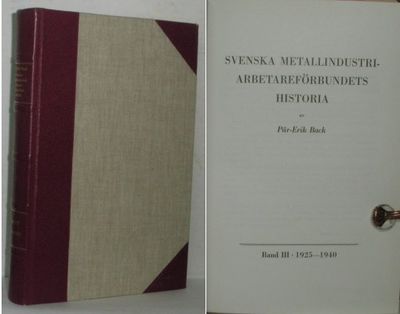 SVENSKA METALLINDUSTRI-
ARBETAREFÖRBUNDETS
HISTORIA
av
Pär-Erik Back
Band III · 1925—1940